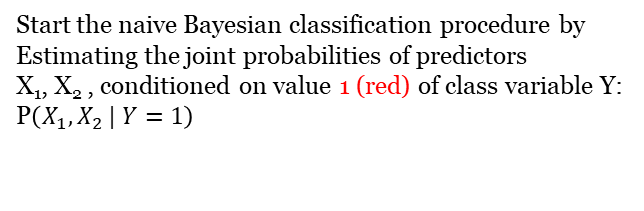 Start the naive Bayesian classification procedure by
Estimating the joint probabilities of predictors
X₁, X₂ , conditioned on value 1 (red) of class variable Y:
P(X₁, X₂ | Y = 1)